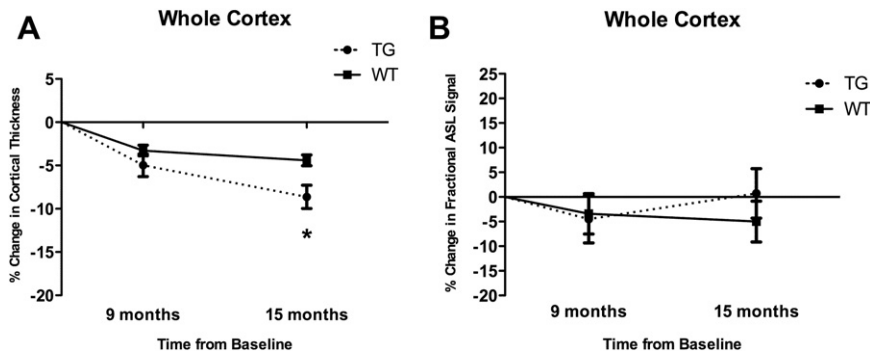 A
Whole Cortex
TG
WT
% Change in Cortical Thickness
5
0
-5
-10
-15
-20
*
9 months
15 months
Time from Baseline
B
Whole Cortex
TG
WT
% Change in Fractional ASL Signal
25
20
15
10
5
0
-5
-10
-15
-20
9 months
15 months
Time from Baseline